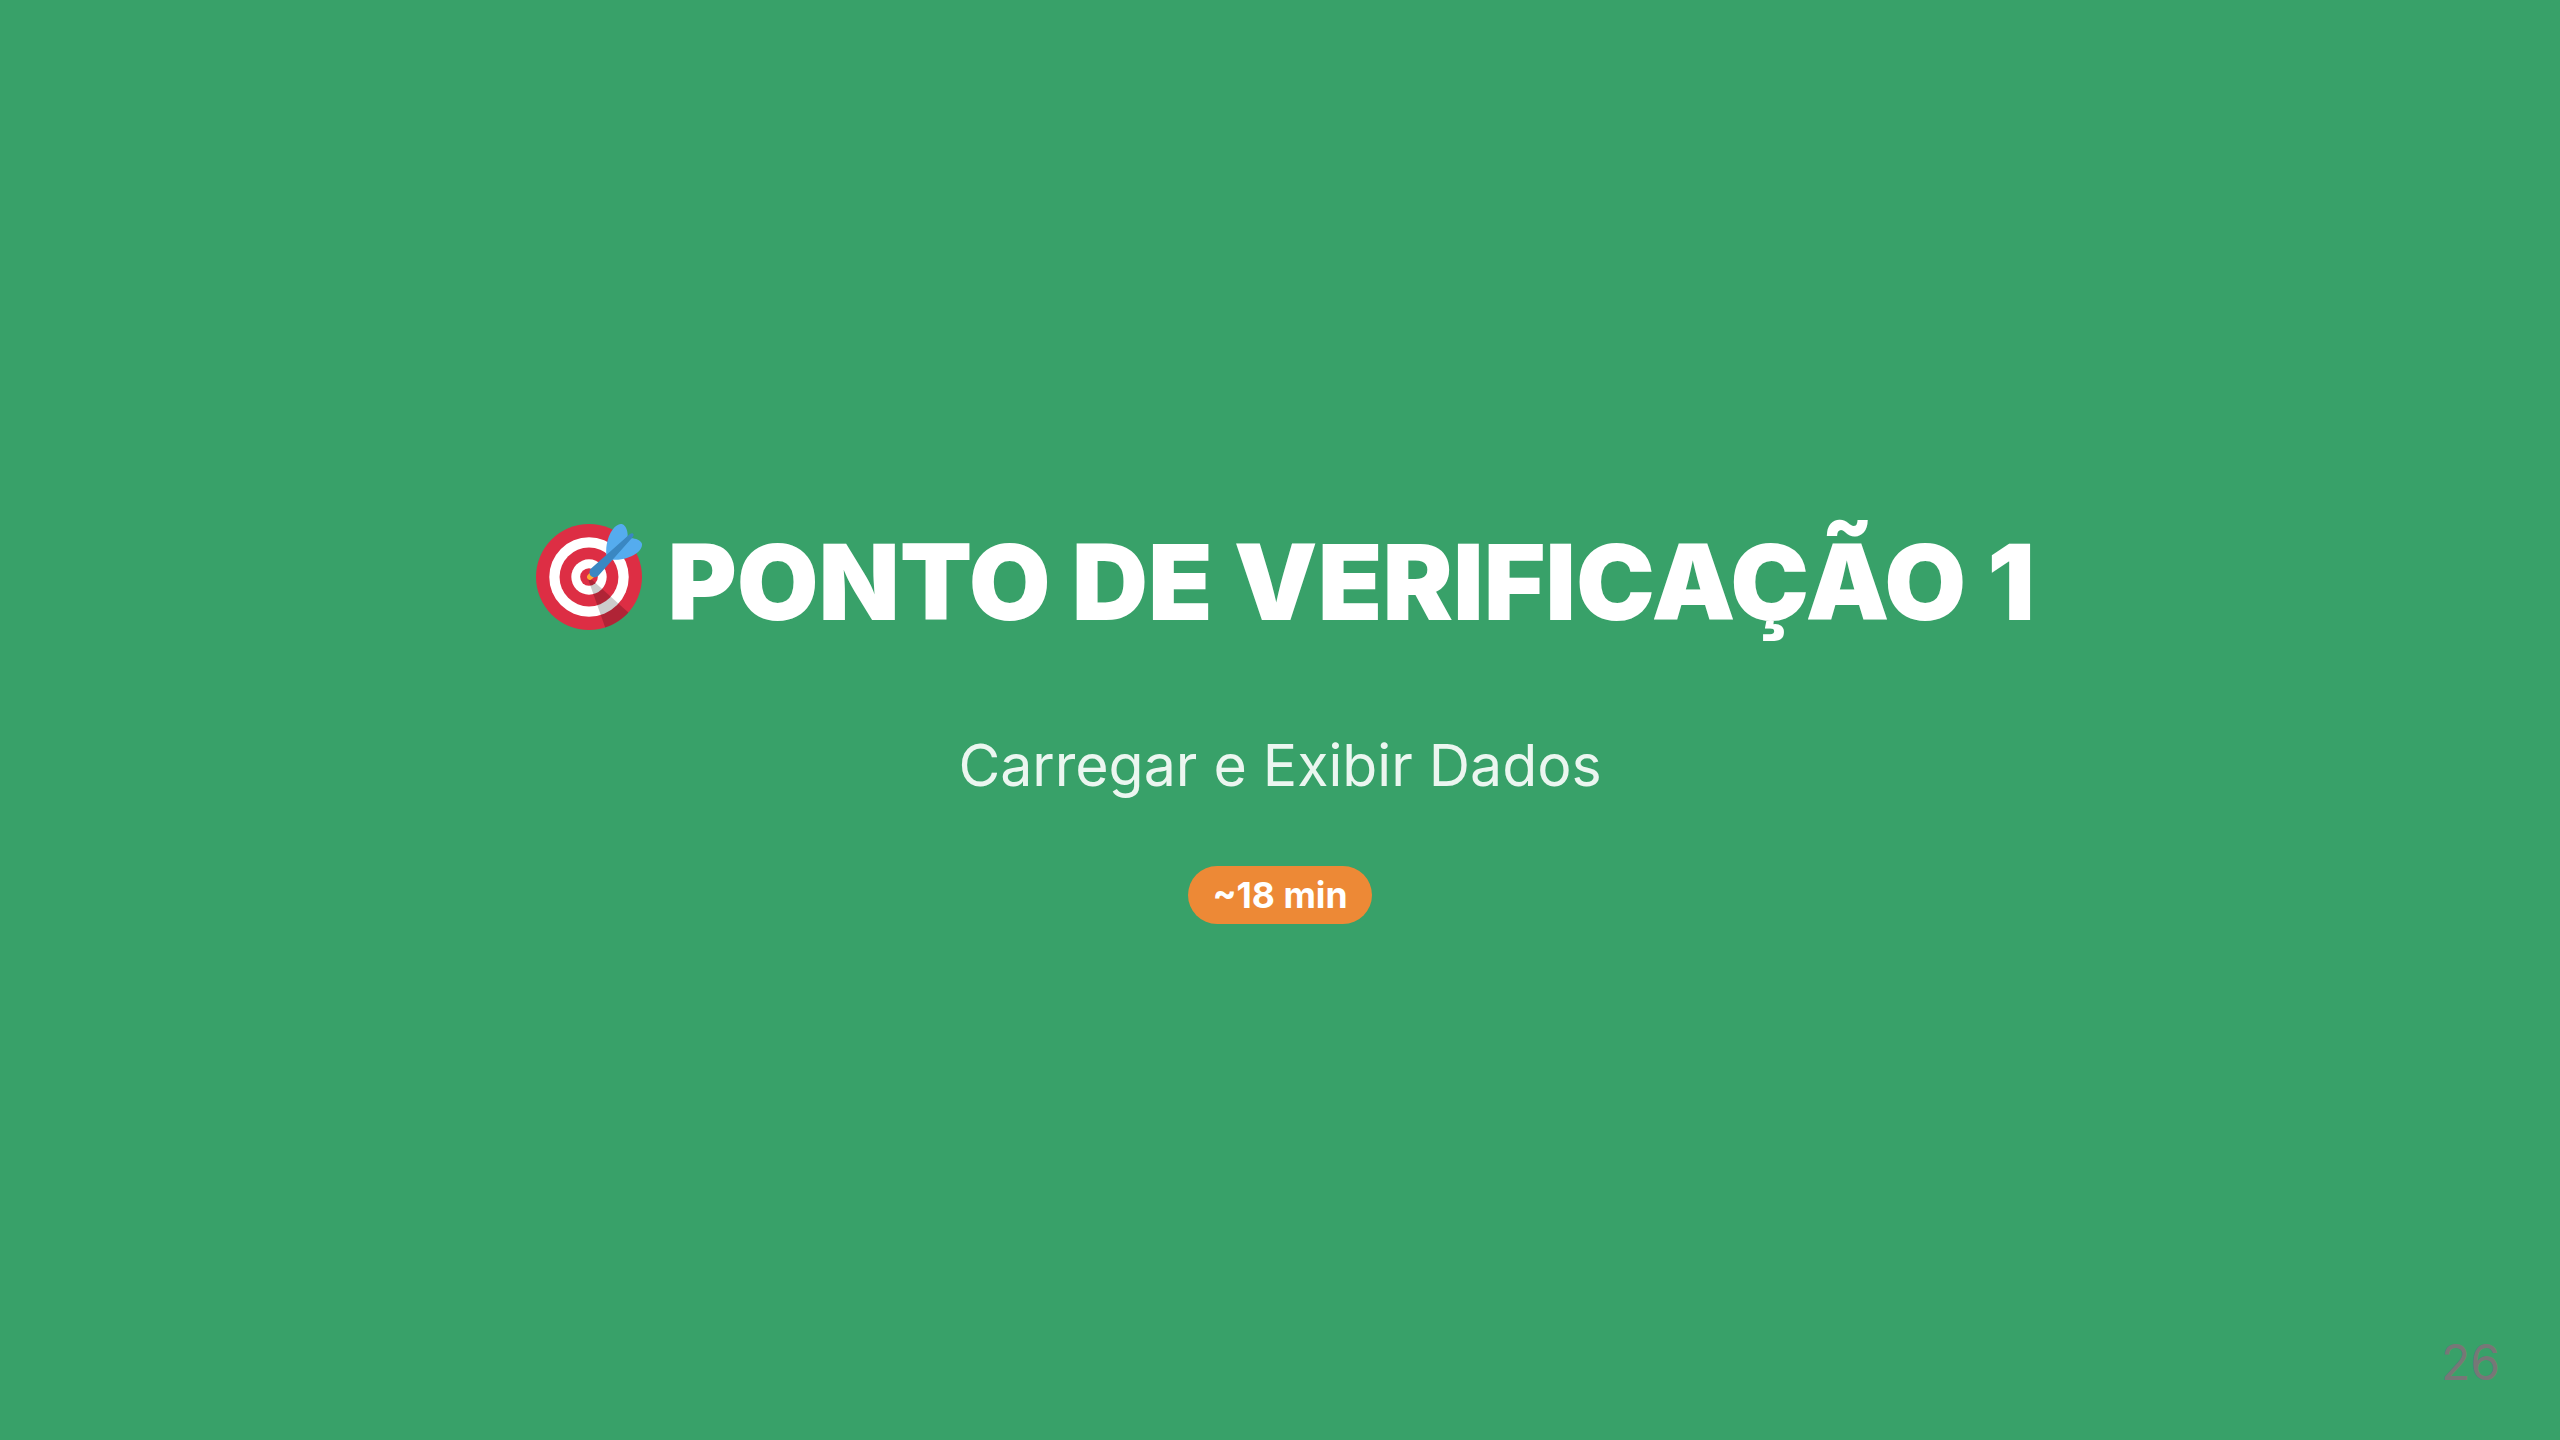 PONTO DE VERIFICAÇÃO 1
Carregar e Exibir Dados
~18 min
26